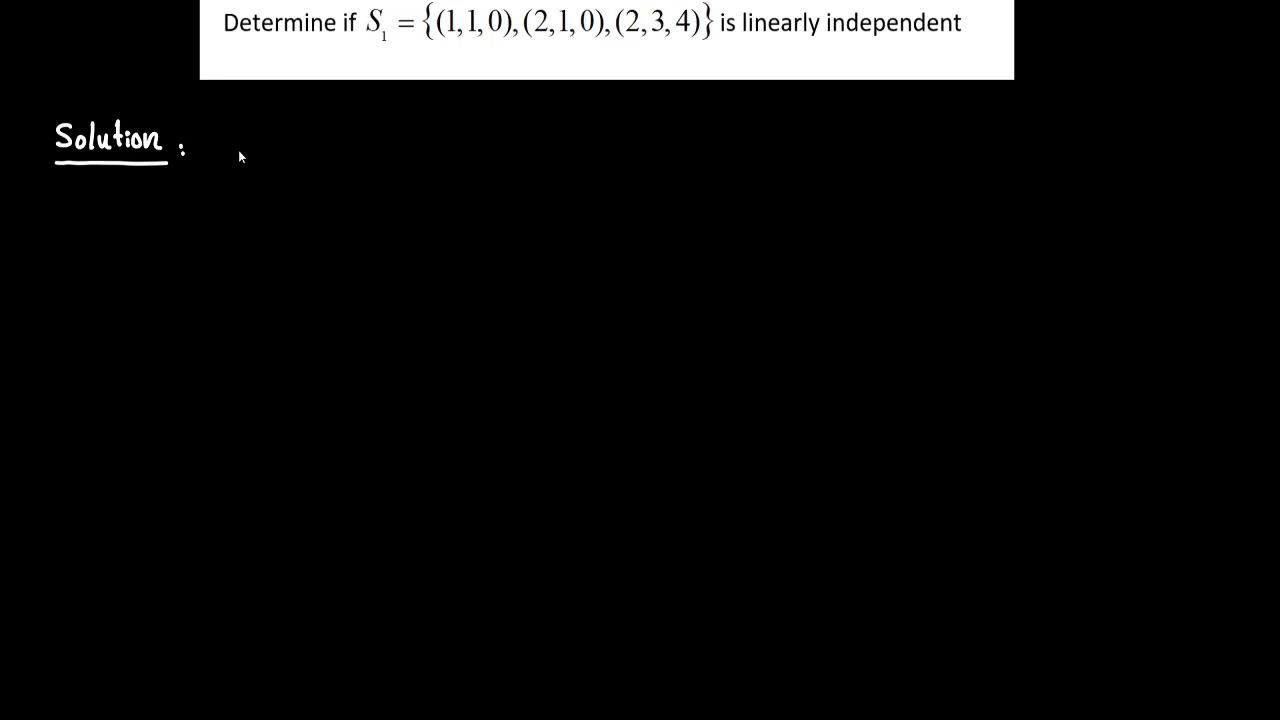 Determine if S₁ = {(1,1,0),(2,1,0),(2,3,4)} is linearly independent
Solution :